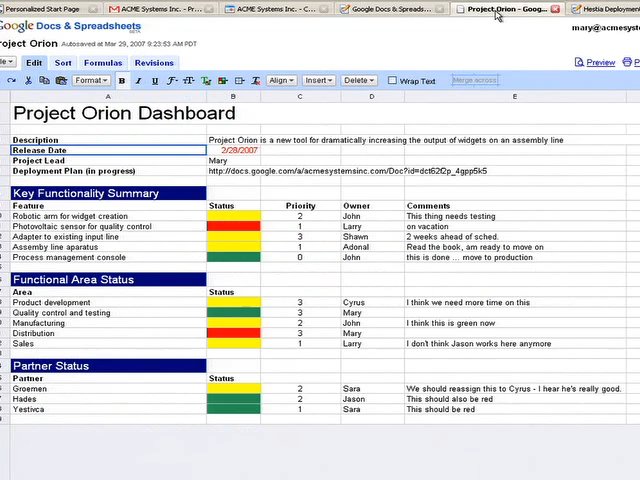 Personalized Start Page
ACME Systems Inc. - Pr...
ACME Systems Inc. - C...
Google Docs & Spreadsheets...
Project Orion - Goog...
Hestia Deployment
Google Docs & Spreadsheets
BETA
mary@acmesyste
roject Orion Autosaved at Mar 29, 2007 9:23:53 AM PDT
Edit Sort Formulas Revisions
Preview
Format B I U F T Align Insert Delete Wrap Text Merge across
A B C D E
Project Orion Dashboard
Description Project Orion is a new tool for dramatically increasing the output of widgets on an assembly line
Release Date 2/28/2007
Project Lead Mary
Deployment Plan (in progress) http://docs.google.com/a/acmesystemsinc.com/Doc?id=dct62f2p_4gpp5k5
Key Functionality Summary
Feature Status Priority Owner Comments
Robotic arm for widget creation 2 John This thing needs testing
Photovoltaic sensor for quality control 1 Larry on vacation
Adapter to existing input line 3 Shawn 2 weeks ahead of sched.
Assemby line aparatus 1 Adonal Read the book, am ready to move on
Process management console 0 John this is done ... move to production
Functional Area Status
Area Status
Product development 3 Cyrus I think we need more time on this
Quality control and testing 3 Mary
Manufacturing 2 John I think this is green now
Distribution 3 Mary
Sales 1 Larry I don't think Jason works here anymore
Partner Status
Partner Status
Groemen 2 Sara We should reassign this to Cyrus - I hear he's really good.
Hades 2 Jason This should also be red
Yestivca 1 Sara This should be red